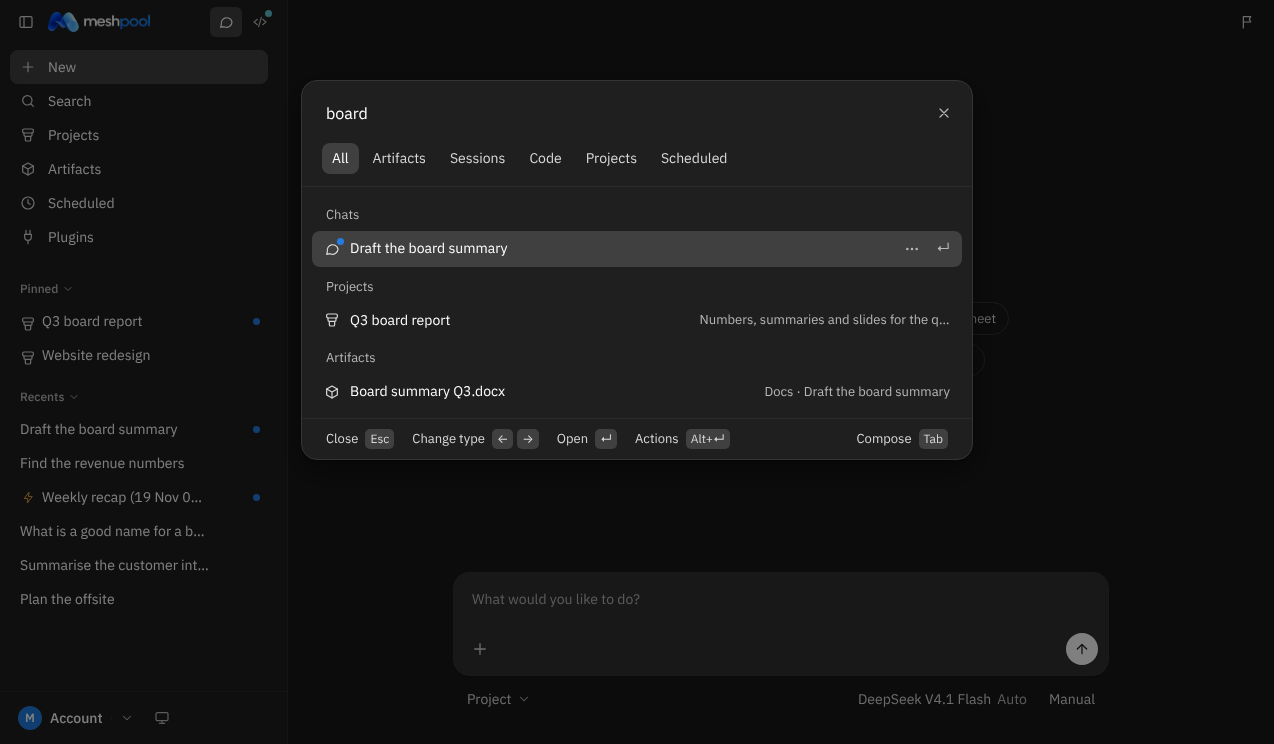 meshpool
New
Search
Projects
Artifacts
Scheduled
Plugins
Pinned
Q3 board report
Website redesign
Recents
Draft the board summary
Find the revenue numbers
Weekly recap (19 Nov 0...
What is a good name for a b...
Summarise the customer int...
Plan the offsite
M Account
board
All Artifacts Sessions Code Projects Scheduled
Chats
Draft the board summary
Projects
Q3 board report Numbers, summaries and slides for the q...
Artifacts
Board summary Q3.docx Docs · Draft the board summary
Close Esc Change type ← → Open ↵ Actions Alt+↵ Compose Tab
What would you like to do?
Project DeepSeek V4.1 Flash Auto Manual